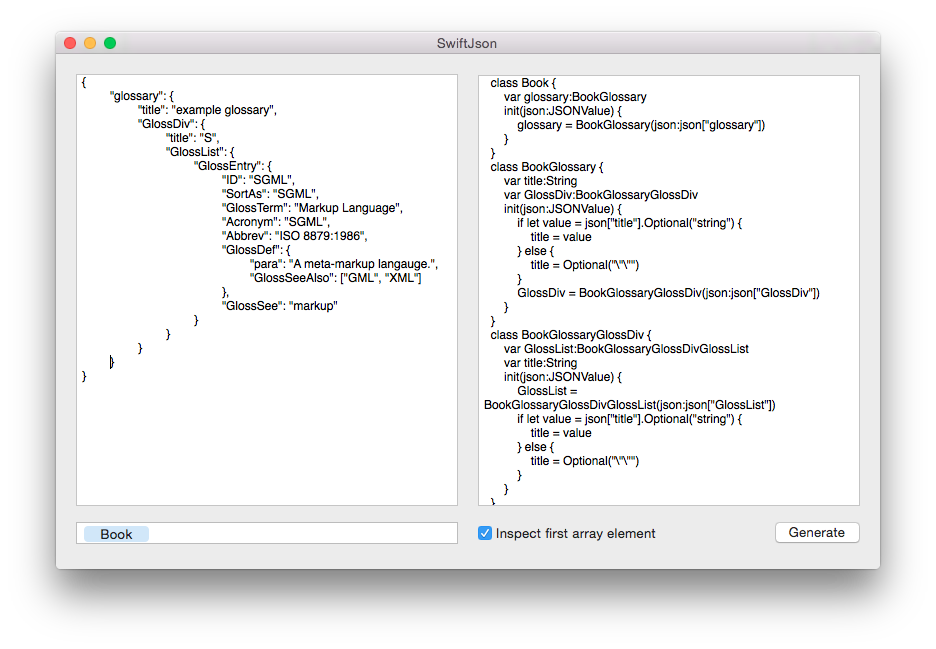 SwiftJson
{
"glossary": {
"title": "example glossary",
"GlossDiv": {
"title": "S",
"GlossList": {
"GlossEntry": {
"ID": "SGML",
"SortAs": "SGML",
"GlossTerm": "Markup Language",
"Acronym": "SGML",
"Abbrev": "ISO 8879:1986",
"GlossDef": {
"para": "A meta-markup langauge.",
"GlossSeeAlso": ["GML", "XML"]
},
"GlossSee": "markup"
}
}
}
}
}
class Book {
var glossary:BookGlossary
init(json:JSONValue) {
glossary = BookGlossary(json:json["glossary"])
}
}
class BookGlossary {
var title:String
var GlossDiv:BookGlossaryGlossDiv
init(json:JSONValue) {
if let value = json["title"].Optional("string") {
title = value
} else {
title = Optional("\"\"")
}
GlossDiv = BookGlossaryGlossDiv(json:json["GlossDiv"])
}
}
class BookGlossaryGlossDiv {
var GlossList:BookGlossaryGlossDivGlossList
var title:String
init(json:JSONValue) {
GlossList =
BookGlossaryGlossDivGlossList(json:json["GlossList"])
if let value = json["title"].Optional("string") {
title = value
} else {
title = Optional("\"\"")
}
}
}
Book
Inspect first array element
Generate